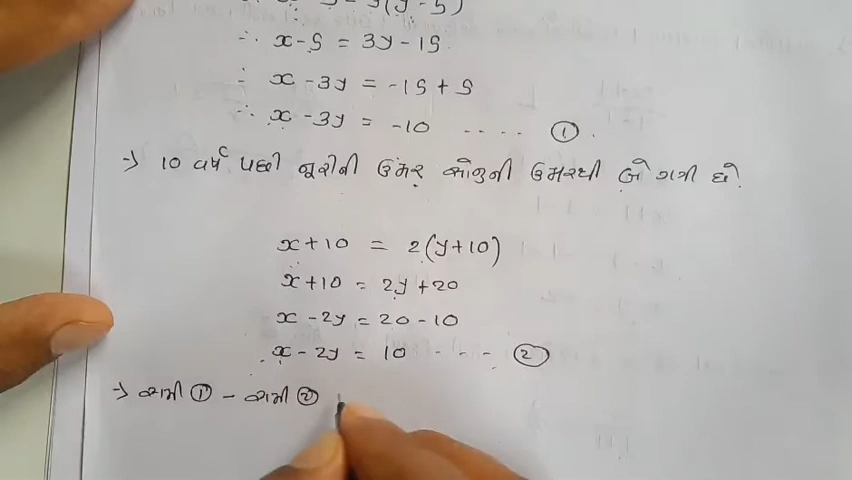 ∴ x - 5 = 3y - 15
∴ x - 3y = -15 + 5
∴ x - 3y = -10 .... ①.
→ 10 વર્ષ પછી નૂરીની ઉંમર સોનુની ઉંમરથી બે ગણી છે.
x + 10 = 2(y + 10)
x + 10 = 2y + 20
x - 2y = 20 - 10
x - 2y = 10 - - - ②
→ સમી ① - સમી ②